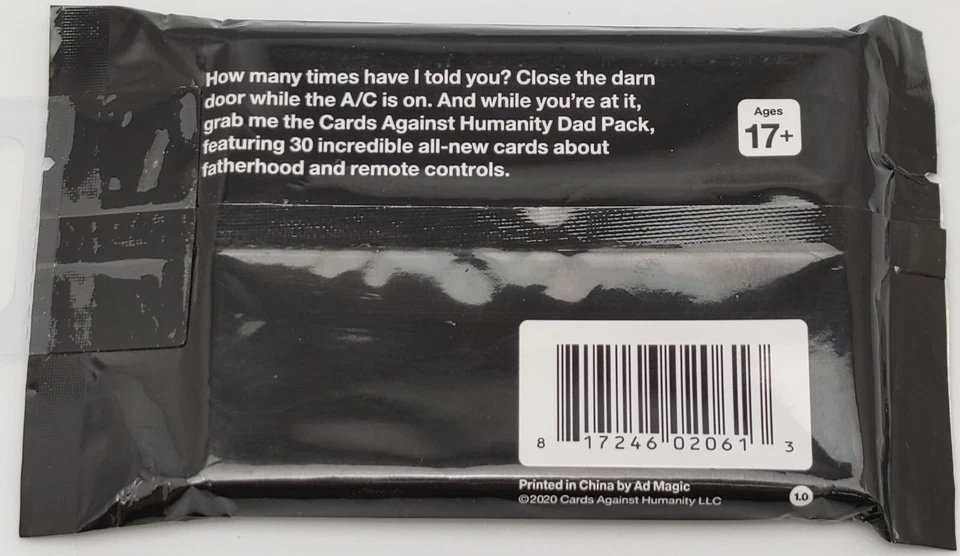 How many times have I told you? Close the darn
door while the A/C is on. And while you're at it,
grab me the Cards Against Humanity Dad Pack,
featuring 30 incredible all-new cards about
fatherhood and remote controls.
Ages
17+
8 17246 02061 3
Printed in China by Ad Magic
©2020 Cards Against Humanity LLC
1.0